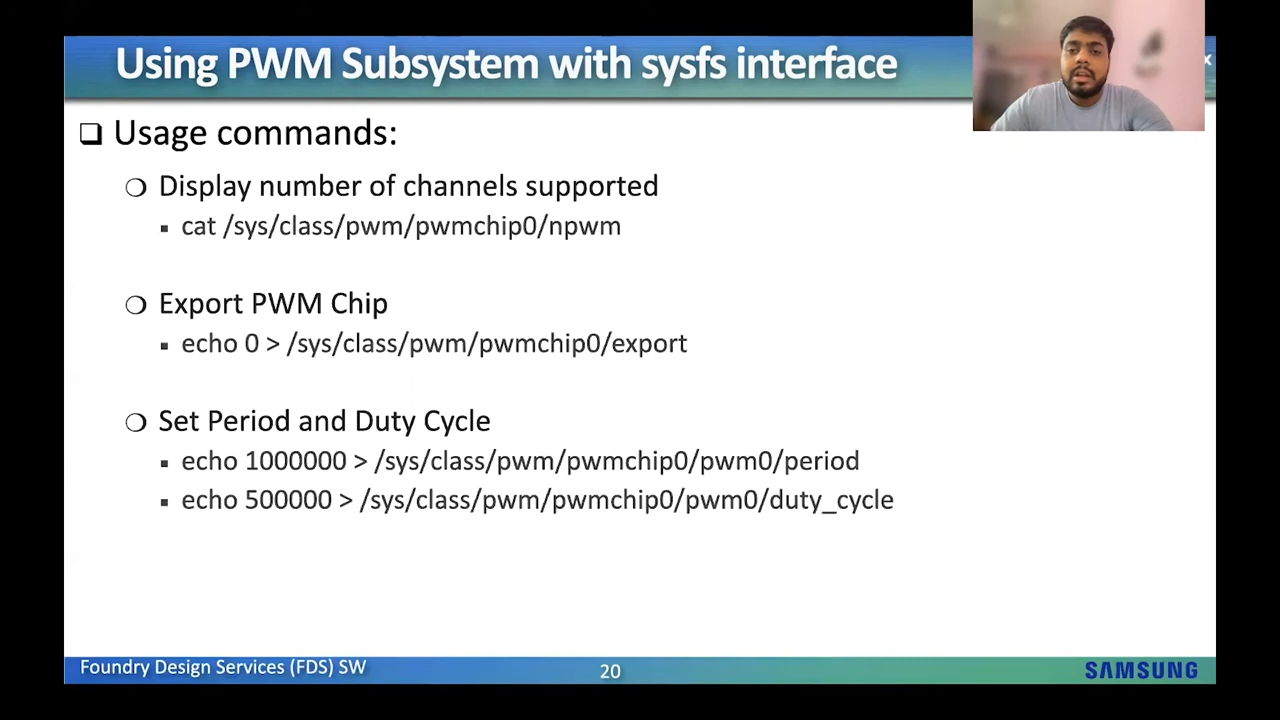 Using PWM Subsystem with sysfs interface
x
Usage commands:
Display number of channels supported
cat /sys/class/pwm/pwmchip0/npwm
Export PWM Chip
echo 0 > /sys/class/pwm/pwmchip0/export
Set Period and Duty Cycle
echo 1000000 > /sys/class/pwm/pwmchip0/pwm0/period
echo 500000 > /sys/class/pwm/pwmchip0/pwm0/duty_cycle
Foundry Design Services (FDS) SW
20
SAMSUNG